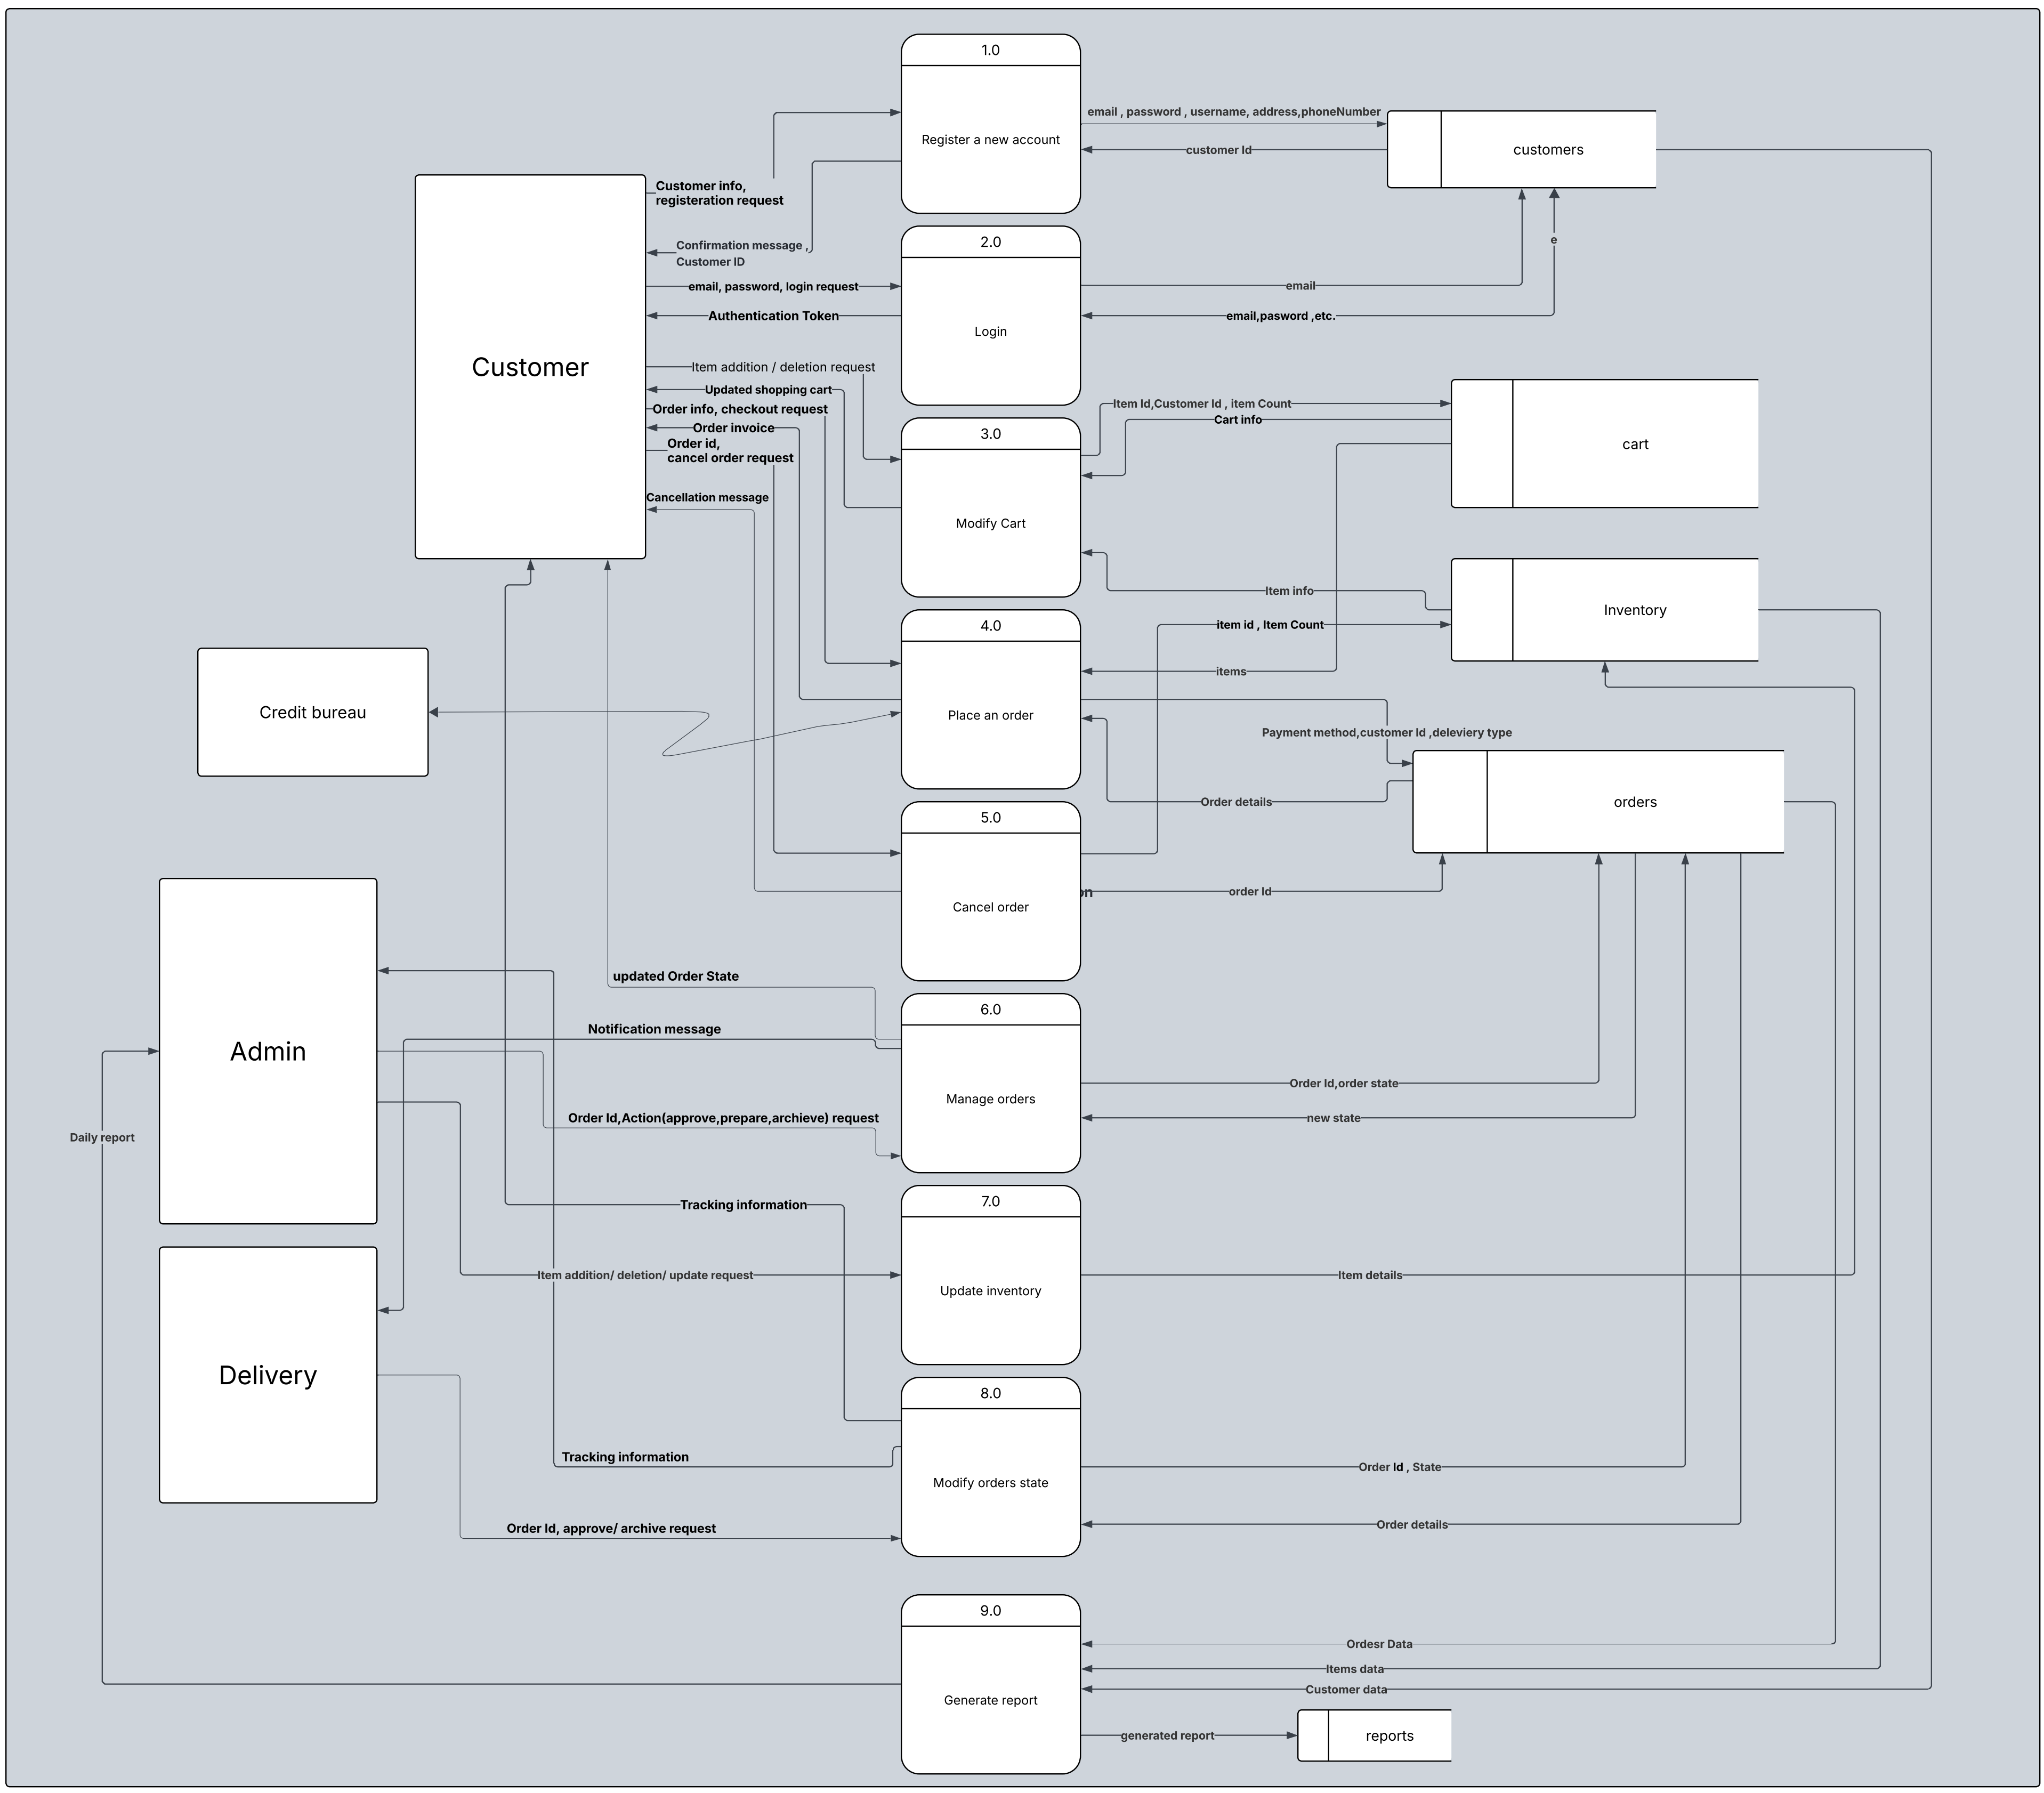 1.0
Register a new account
email , password , username, address,phoneNumber
customer Id
customers
Customer info,
registeration request
Confirmation message ,
Customer ID
2.0
Login
email, password, login request
Authentication Token
email
e
email,pasword ,etc.
Customer
Item addition / deletion request
Updated shopping cart
Order info, checkout request
Order invoice
Order id,
cancel order request
Cancellation message
3.0
Modify Cart
Item Id,Customer Id , item Count
Cart info
cart
Item info
item id , Item Count
Inventory
4.0
Place an order
items
Payment method,customer Id ,deleviery type
Order details
orders
Credit bureau
5.0
Cancel order
on
order Id
updated Order State
Notification message
Admin
6.0
Manage orders
Order Id,order state
new state
Order Id,Action(approve,prepare,archieve) request
Daily report
Tracking information
7.0
Update inventory
Item addition/ deletion/ update request
Item details
Delivery
8.0
Modify orders state
Tracking information
Order Id , State
Order details
Order Id, approve/ archive request
9.0
Generate report
Ordesr Data
Items data
Customer data
generated report
reports